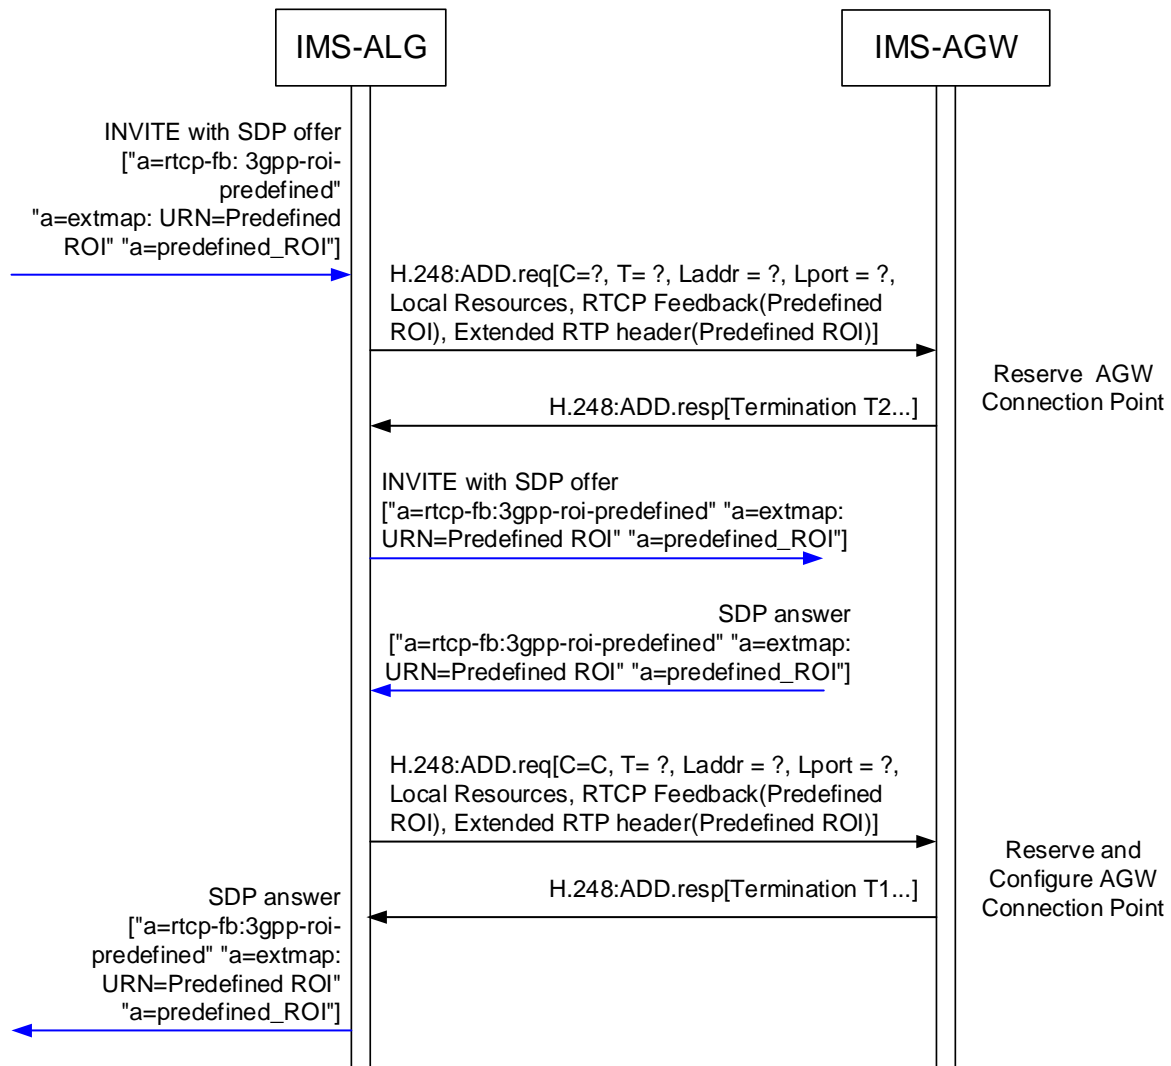 IMS-ALG
IMS-AGW
INVITE with SDP offer
["a=rtcp-fb: 3gpp-roi-
predefined"
"a=extmap: URN=Predefined
ROI" "a=predefined_ROI"]
H.248:ADD.req[C=?, T= ?, Laddr = ?, Lport = ?,
Local Resources, RTCP Feedback(Predefined
ROI), Extended RTP header(Predefined ROI)]
Reserve  AGW
Connection Point
H.248:ADD.resp[Termination T2...]
INVITE with SDP offer
["a=rtcp-fb:3gpp-roi-predefined" "a=extmap:
URN=Predefined ROI" "a=predefined_ROI"]
SDP answer
["a=rtcp-fb:3gpp-roi-predefined" "a=extmap:
URN=Predefined ROI" "a=predefined_ROI"]
H.248:ADD.req[C=C, T= ?, Laddr = ?, Lport = ?,
Local Resources, RTCP Feedback(Predefined
ROI), Extended RTP header(Predefined ROI)]
Reserve and
Configure AGW
Connection Point
H.248:ADD.resp[Termination T1...]
SDP answer
["a=rtcp-fb:3gpp-roi-
predefined" "a=extmap:
URN=Predefined ROI"
"a=predefined_ROI"]